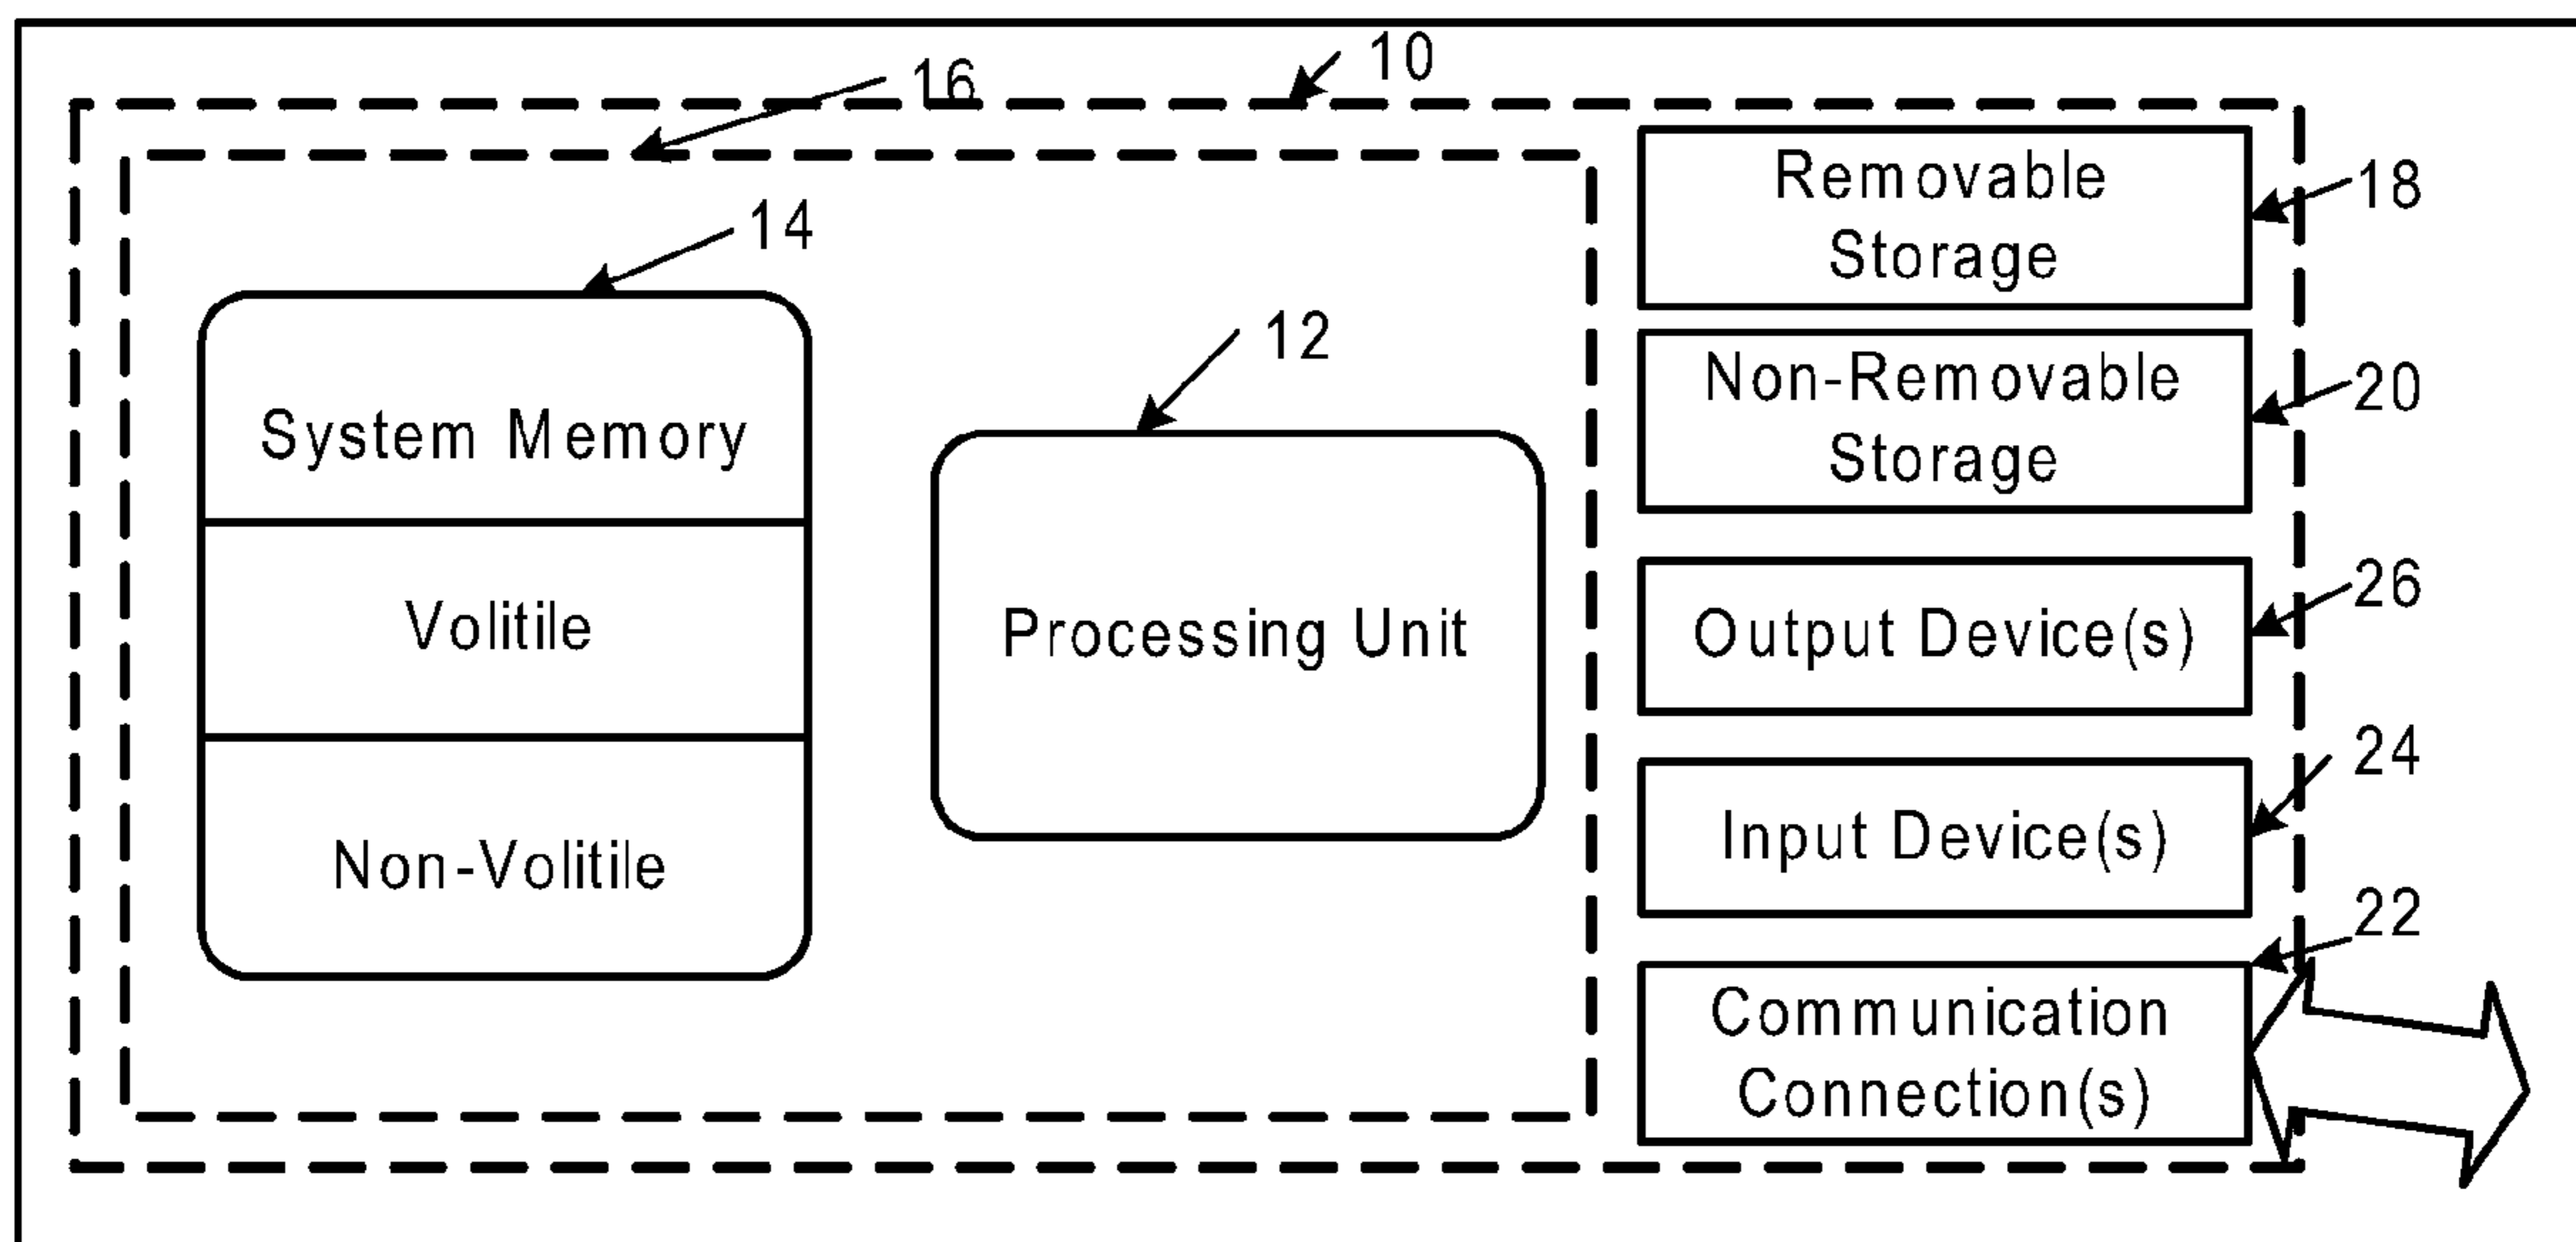 10
16
Removable
Storage
18
14
12
Non-Removable
Storage
20
System Memory
Volitile
Non-Volitile
Processing Unit
Output Device(s)
26
Input Device(s)
24
22
Communication
Connection(s)